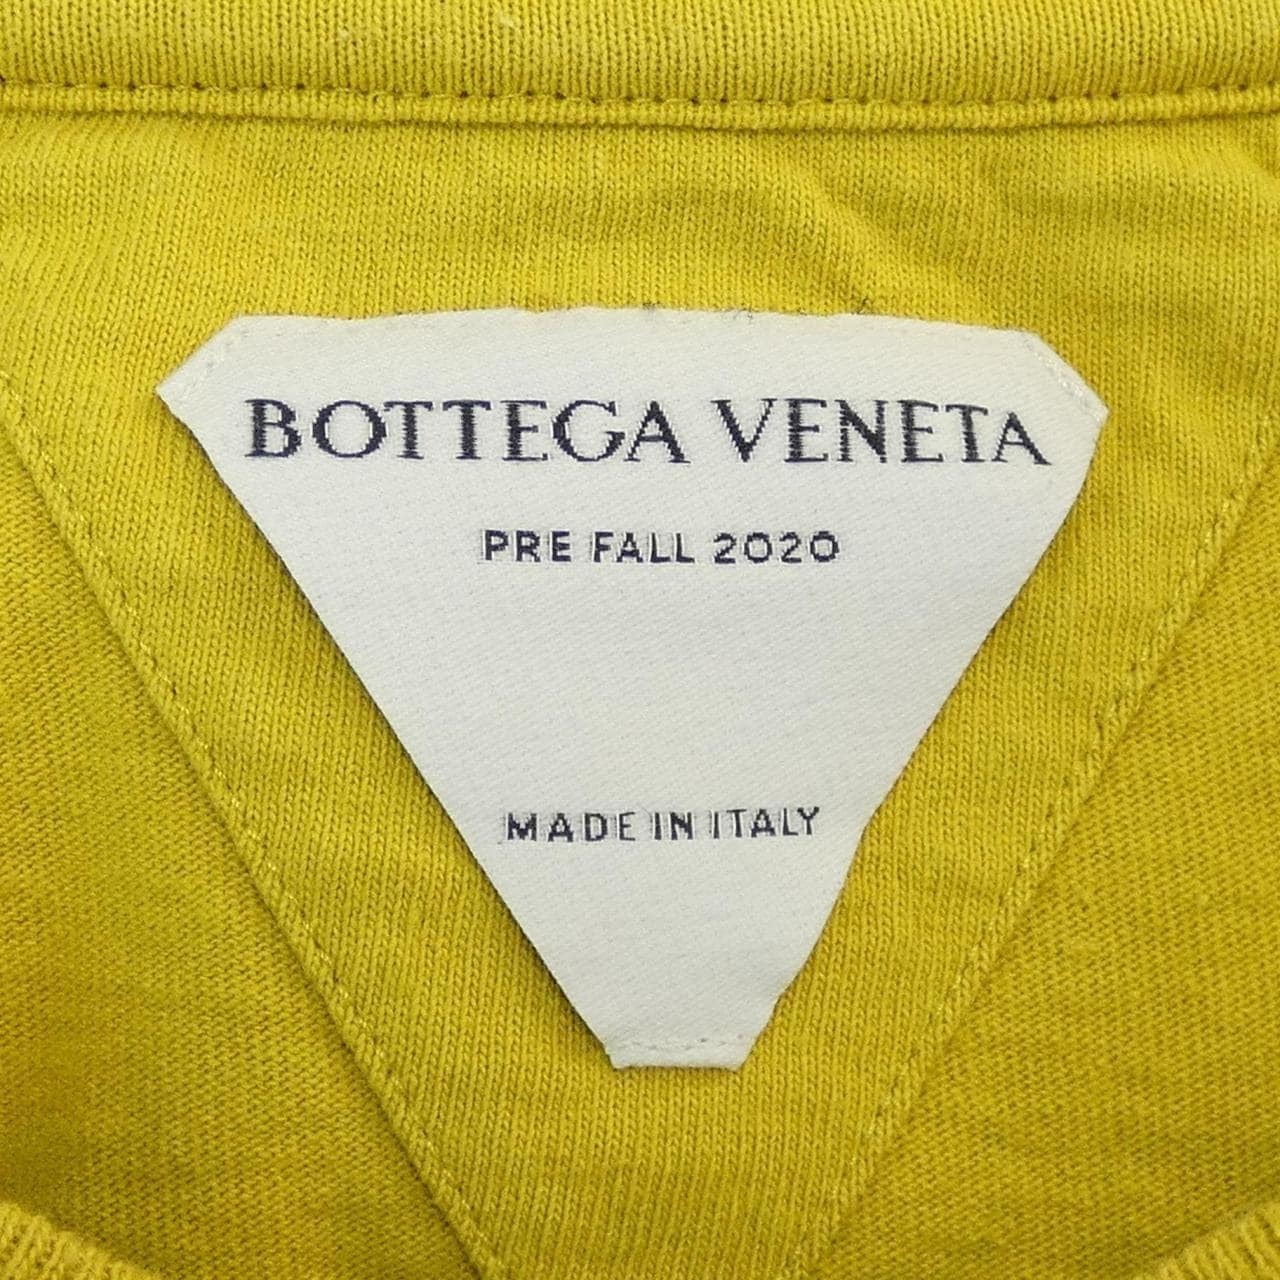 BOTTEGA VENETA
PRE FALL 2020
MADE IN ITALY